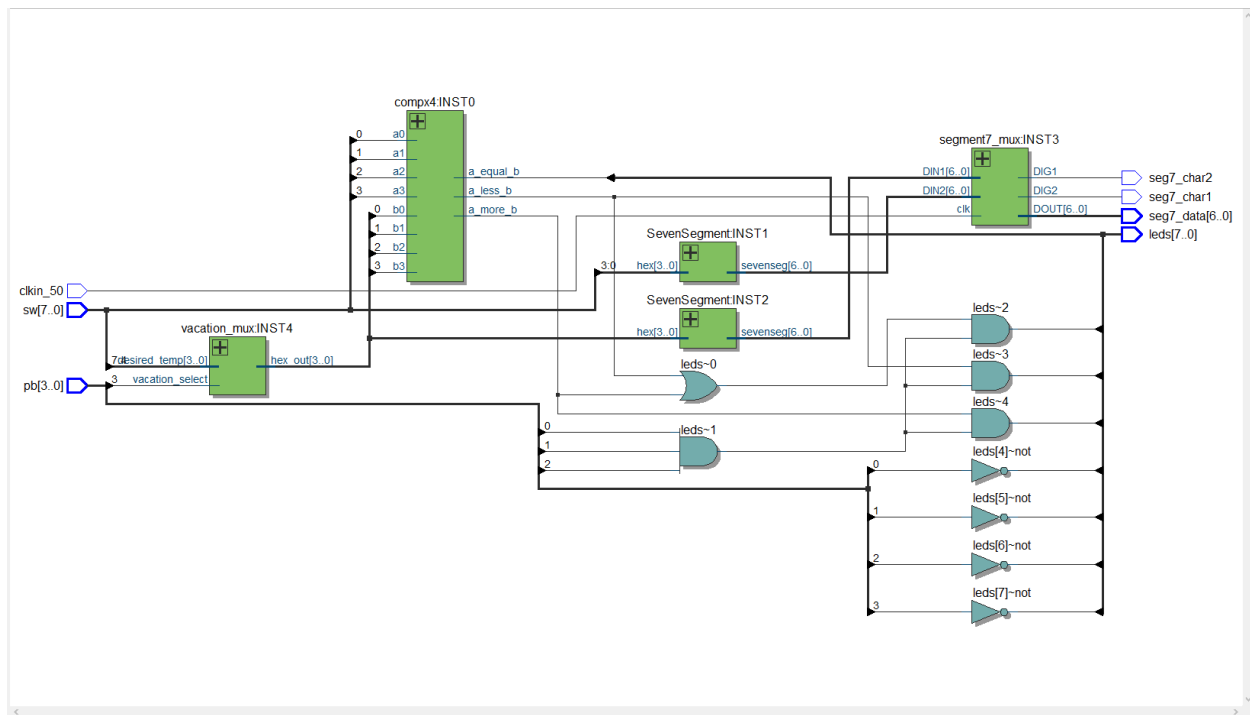 compx4:INST0
0 a0
1 a1
2 a2
3 a3
0 b0
1 b1
2 b2
3 b3
a_equal_b
a_less_b
a_more_b
segment7_mux:INST3
DIN1[6..0]
DIN2[6..0]
clk
DIG1
DIG2
DOUT[6..0]
seg7_char2
seg7_char1
seg7_data[6..0]
leds[7..0]
SevenSegment:INST1
3:0 hex[3..0] sevenseg[6..0]
SevenSegment:INST2
hex[3..0] sevenseg[6..0]
clkin_50
sw[7..0]
pb[3..0]
vacation_mux:INST4
7:4 desired_temp[3..0] hex_out[3..0]
3 vacation_select
leds~0
leds~1
0
1
2
leds~2
leds~3
leds~4
leds[4]~not
0
leds[5]~not
1
leds[6]~not
2
leds[7]~not
3